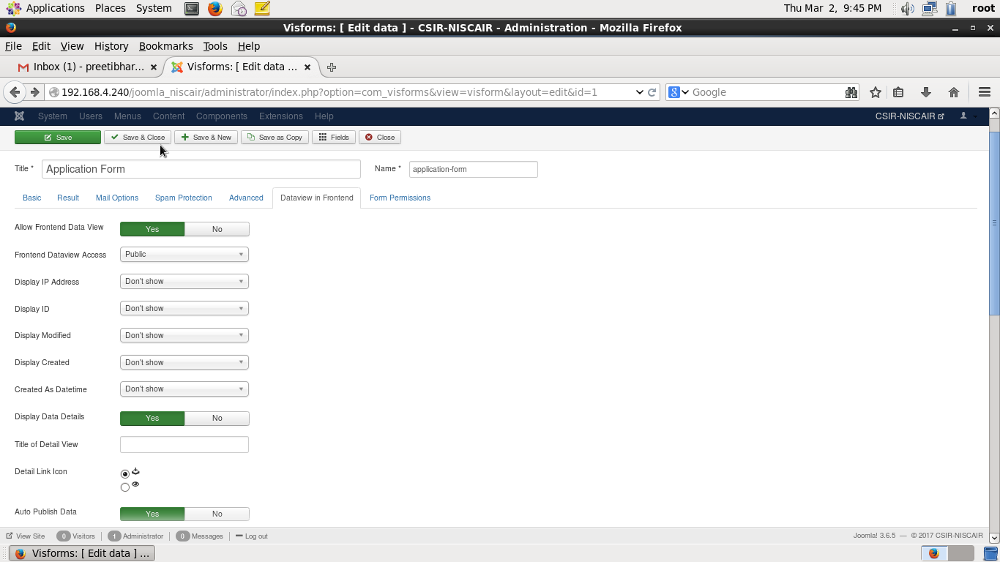 Applications Places System Thu Mar 2, 9:45 PM root
Visforms: [ Edit data ] - CSIR-NISCAIR - Administration - Mozilla Firefox
File Edit View History Bookmarks Tools Help
Inbox (1) - preetibhar... Visforms: [ Edit data ...
192.168.4.240/joomla_niscair/administrator/index.php?option=com_visforms&view=visform&layout=edit&id=1 Google
System Users Menus Content Components Extensions Help CSIR-NISCAIR
Save Save & Close Save & New Save as Copy Fields Close
Title * Application Form Name * application-form
Basic Result Mail Options Spam Protection Advanced Dataview in Frontend Form Permissions
Allow Frontend Data View Yes No
Frontend Dataview Access Public
Display IP Address Don't show
Display ID Don't show
Display Modified Don't show
Display Created Don't show
Created As Datetime Don't show
Display Data Details Yes No
Title of Detail View
Detail Link Icon
Auto Publish Data Yes No
View Site 0 Visitors 1 Administrator 0 Messages Log out Joomla! 3.6.5 — © 2017 CSIR-NISCAIR
Visforms: [ Edit data ] ...